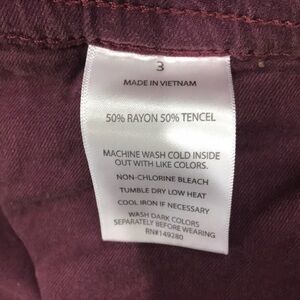 3
MADE IN VIETNAM
50% RAYON 50% TENCEL
MACHINE WASH COLD INSIDE
OUT WITH LIKE COLORS.
NON-CHLORINE BLEACH
TUMBLE DRY LOW HEAT
COOL IRON IF NECESSARY
WASH DARK COLORS
SEPARATELY BEFORE WEARING
RN#149280